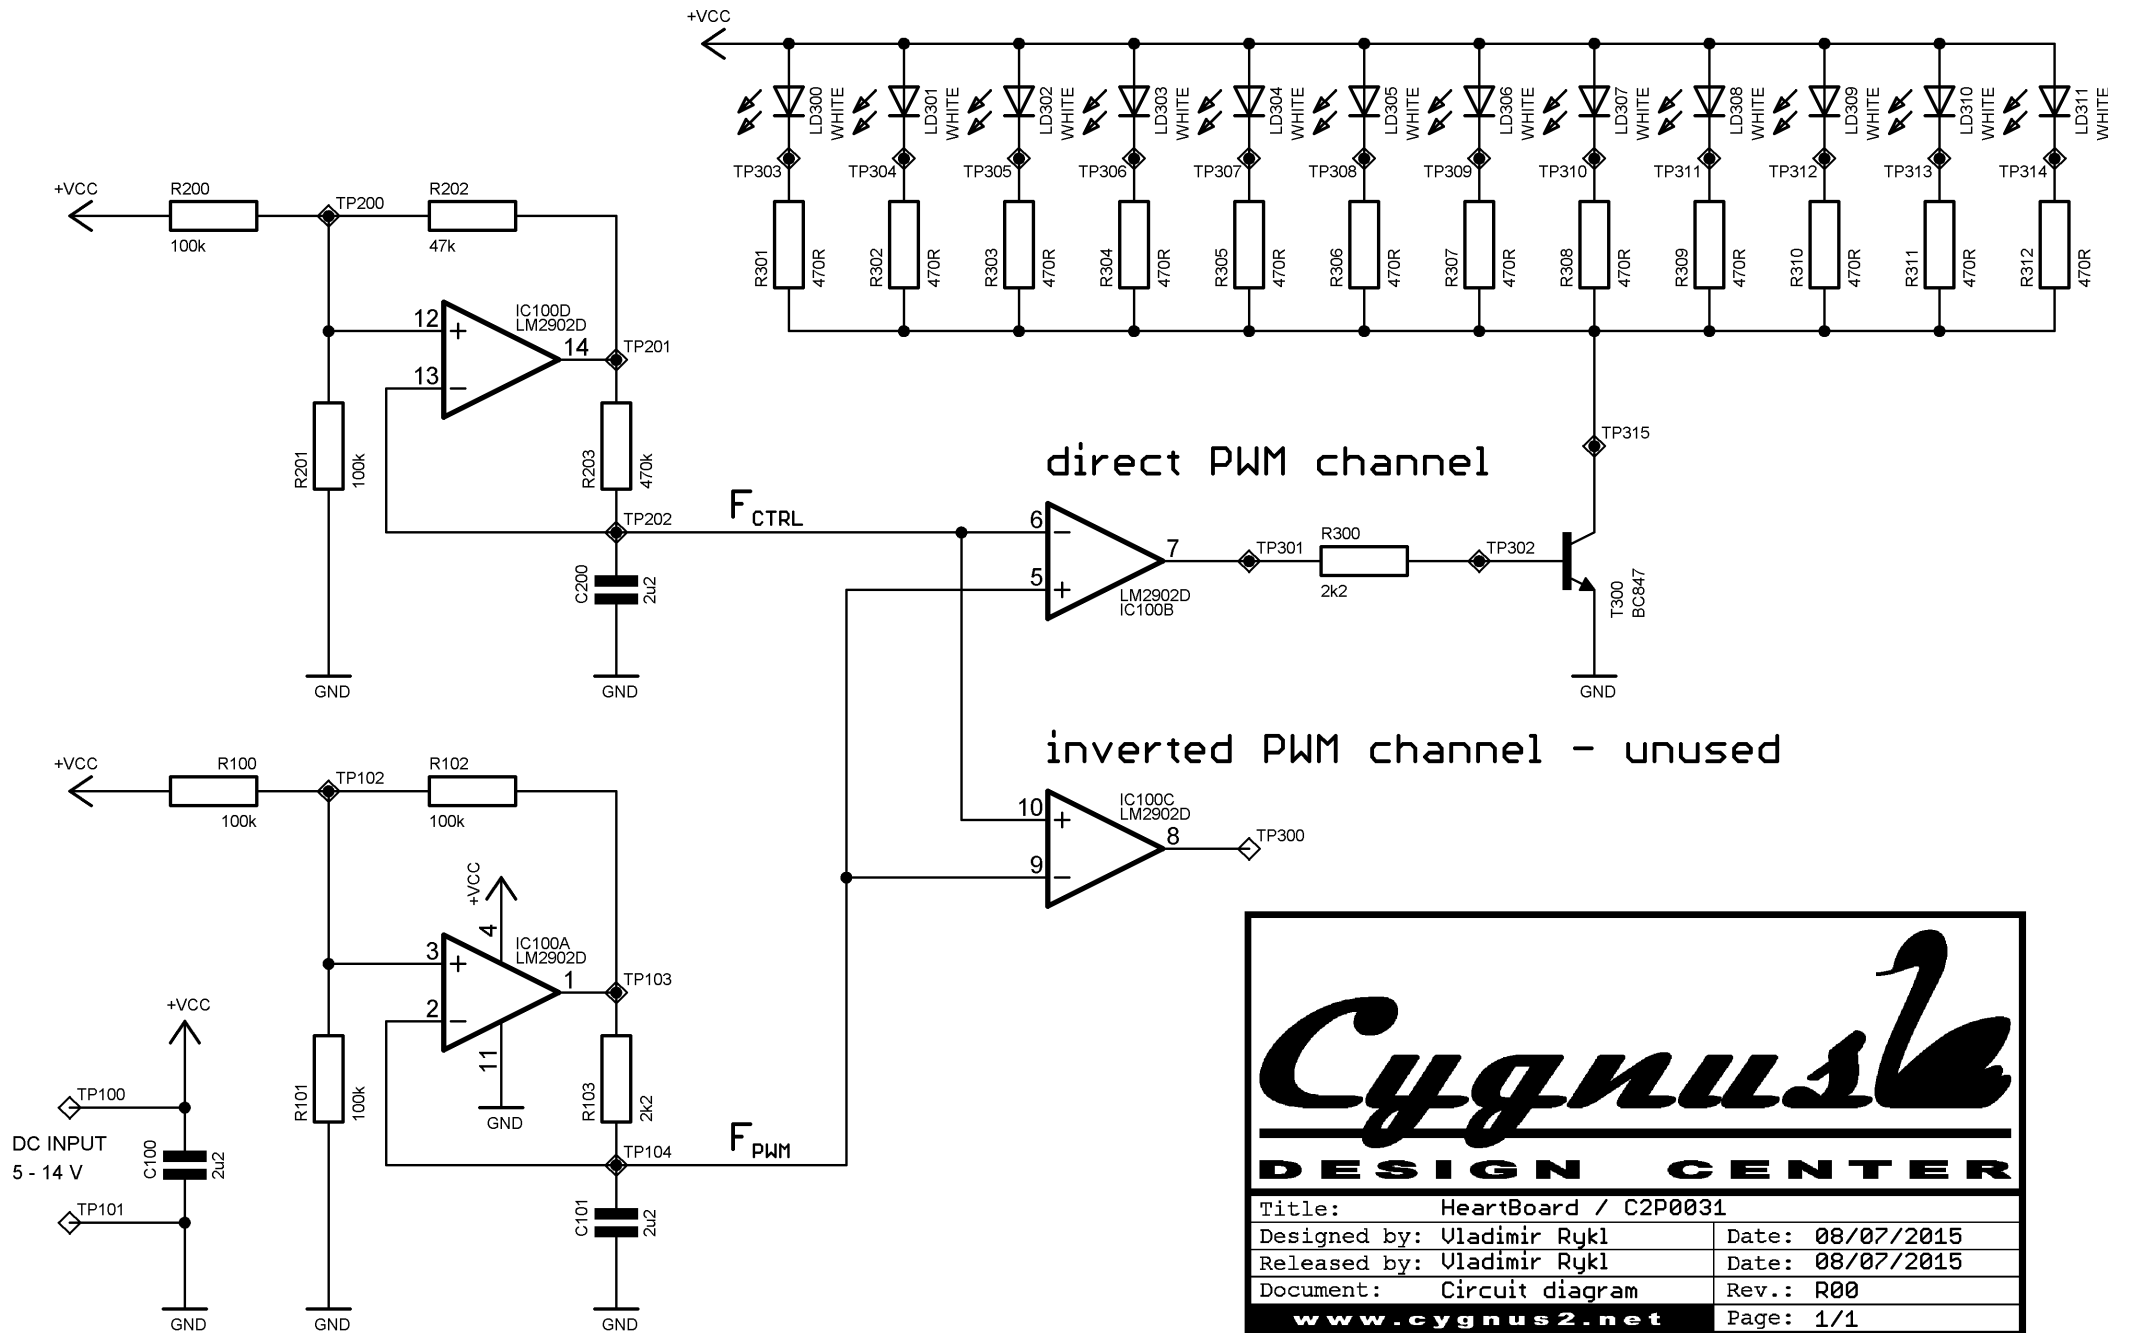 +VCC
LD300
WHITE
LD301
WHITE
LD302
WHITE
LD303
WHITE
LD304
WHITE
LD305
WHITE
LD306
WHITE
LD307
WHITE
LD308
WHITE
LD309
WHITE
LD310
WHITE
LD311
WHITE
TP303
TP304
TP305
TP306
TP307
TP308
TP309
TP310
TP311
TP312
TP313
TP314
R301
470R
R302
470R
R303
470R
R304
470R
R305
470R
R306
470R
R307
470R
R308
470R
R309
470R
R310
470R
R311
470R
R312
470R
+VCC
R200
100k
TP200
R202
47k
IC100D
LM2902D
12
13
14
+
−
TP201
R201
100k
R203
470k
TP202
C200
2u2
GND
GND
F CTRL
direct PWM channel
6
5
7
−
+
LM2902D
IC100B
TP301
R300
2k2
TP302
TP315
T300
BC847
GND
inverted PWM channel - unused
10
9
8
+
−
IC100C
LM2902D
TP300
+VCC
R100
100k
TP102
R102
100k
+VCC
4
IC100A
LM2902D
3
2
1
+
−
11
GND
TP103
R101
100k
R103
2k2
TP104
F PWM
C101
2u2
GND
GND
+VCC
TP100
DC INPUT
5 - 14 V
TP101
C100
2u2
GND
Cygnus
DESIGN CENTER
Title: HeartBoard / C2P0031
Designed by: Vladimir Rykl Date: 08/07/2015
Released by: Vladimir Rykl Date: 08/07/2015
Document: Circuit diagram Rev.: R00
www.cygnus2.net Page: 1/1